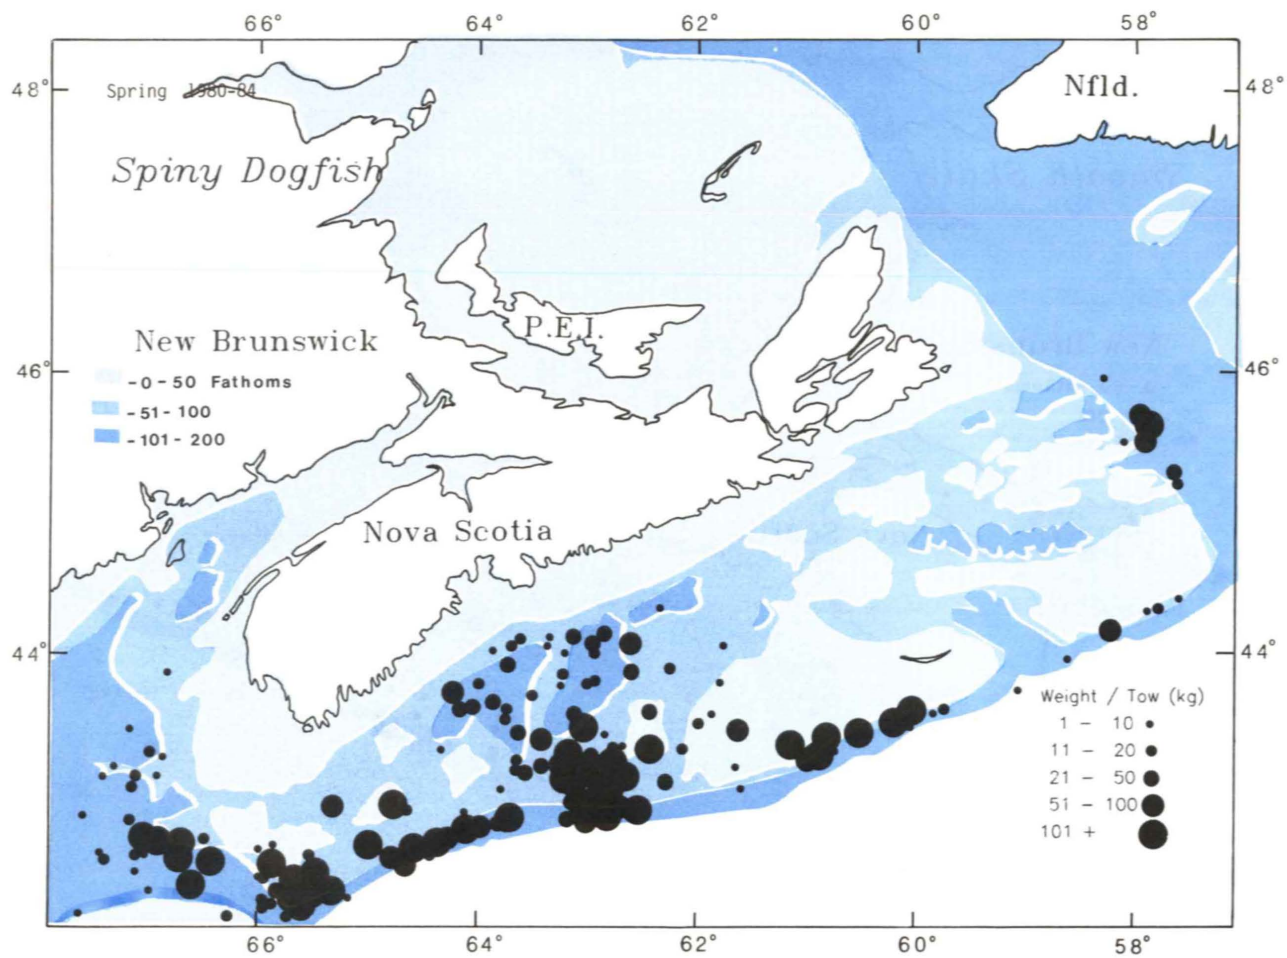 66° 64° 62° 60° 58°
48° 48°
Nfld.
Spring 1980-84
Spiny Dogfish
P.E.I.
New Brunswick
46° 46°
-0-50 Fathoms
-51-100
-101-200
Nova Scotia
44° 44°
Weight / Tow (kg)
1 - 10
11 - 20
21 - 50
51 - 100
101 +
66° 64° 62° 60° 58°